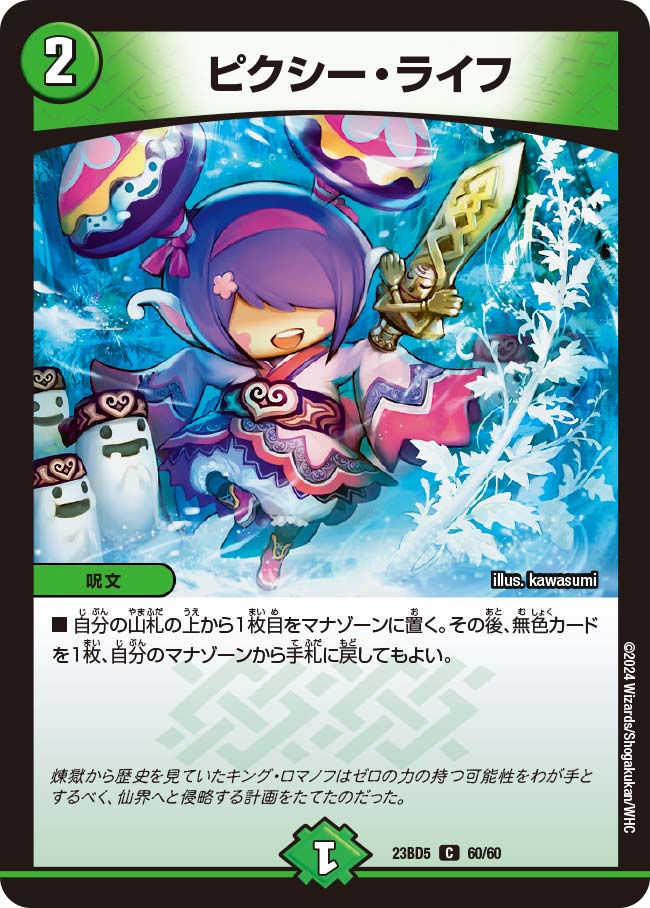 2
ピクシー・ライフ
呪文
illus. kawasumi
■ 自分の山札の上から1枚目をマナゾーンに置く。その後、無色カード
を1枚、自分のマナゾーンから手札に戻してもよい。
煉獄から歴史を見ていたキング・ロマノフはゼロの力の持つ可能性をわが手と
するべく、仙界へと侵略する計画をたてたのだった。
1
23BD5 C 60/60
©2024 Wizards/Shogakukan/WHC